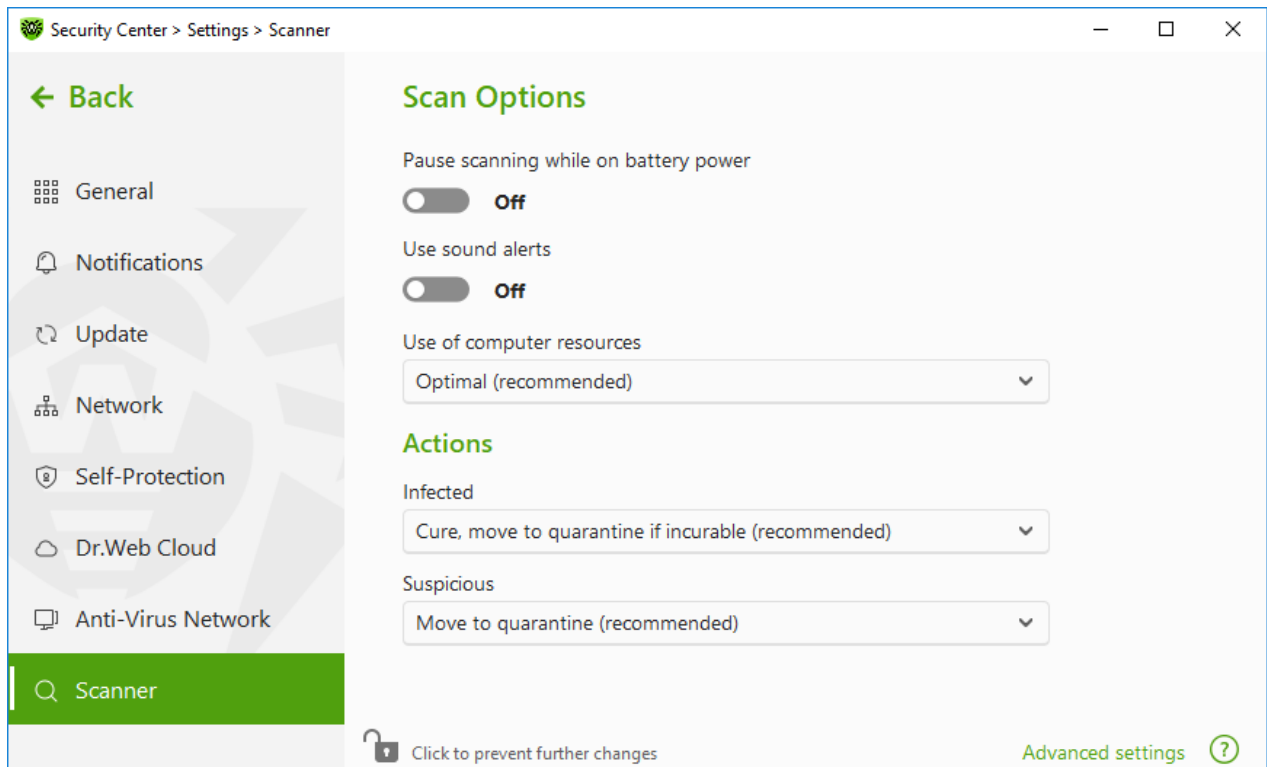 Security Center > Settings > Scanner
Back
General
Notifications
Update
Network
Self-Protection
Dr.Web Cloud
Anti-Virus Network
Scanner
Scan Options
Pause scanning while on battery power
Off
Use sound alerts
Off
Use of computer resources
Optimal (recommended)
Actions
Infected
Cure, move to quarantine if incurable (recommended)
Suspicious
Move to quarantine (recommended)
Click to prevent further changes
Advanced settings
?